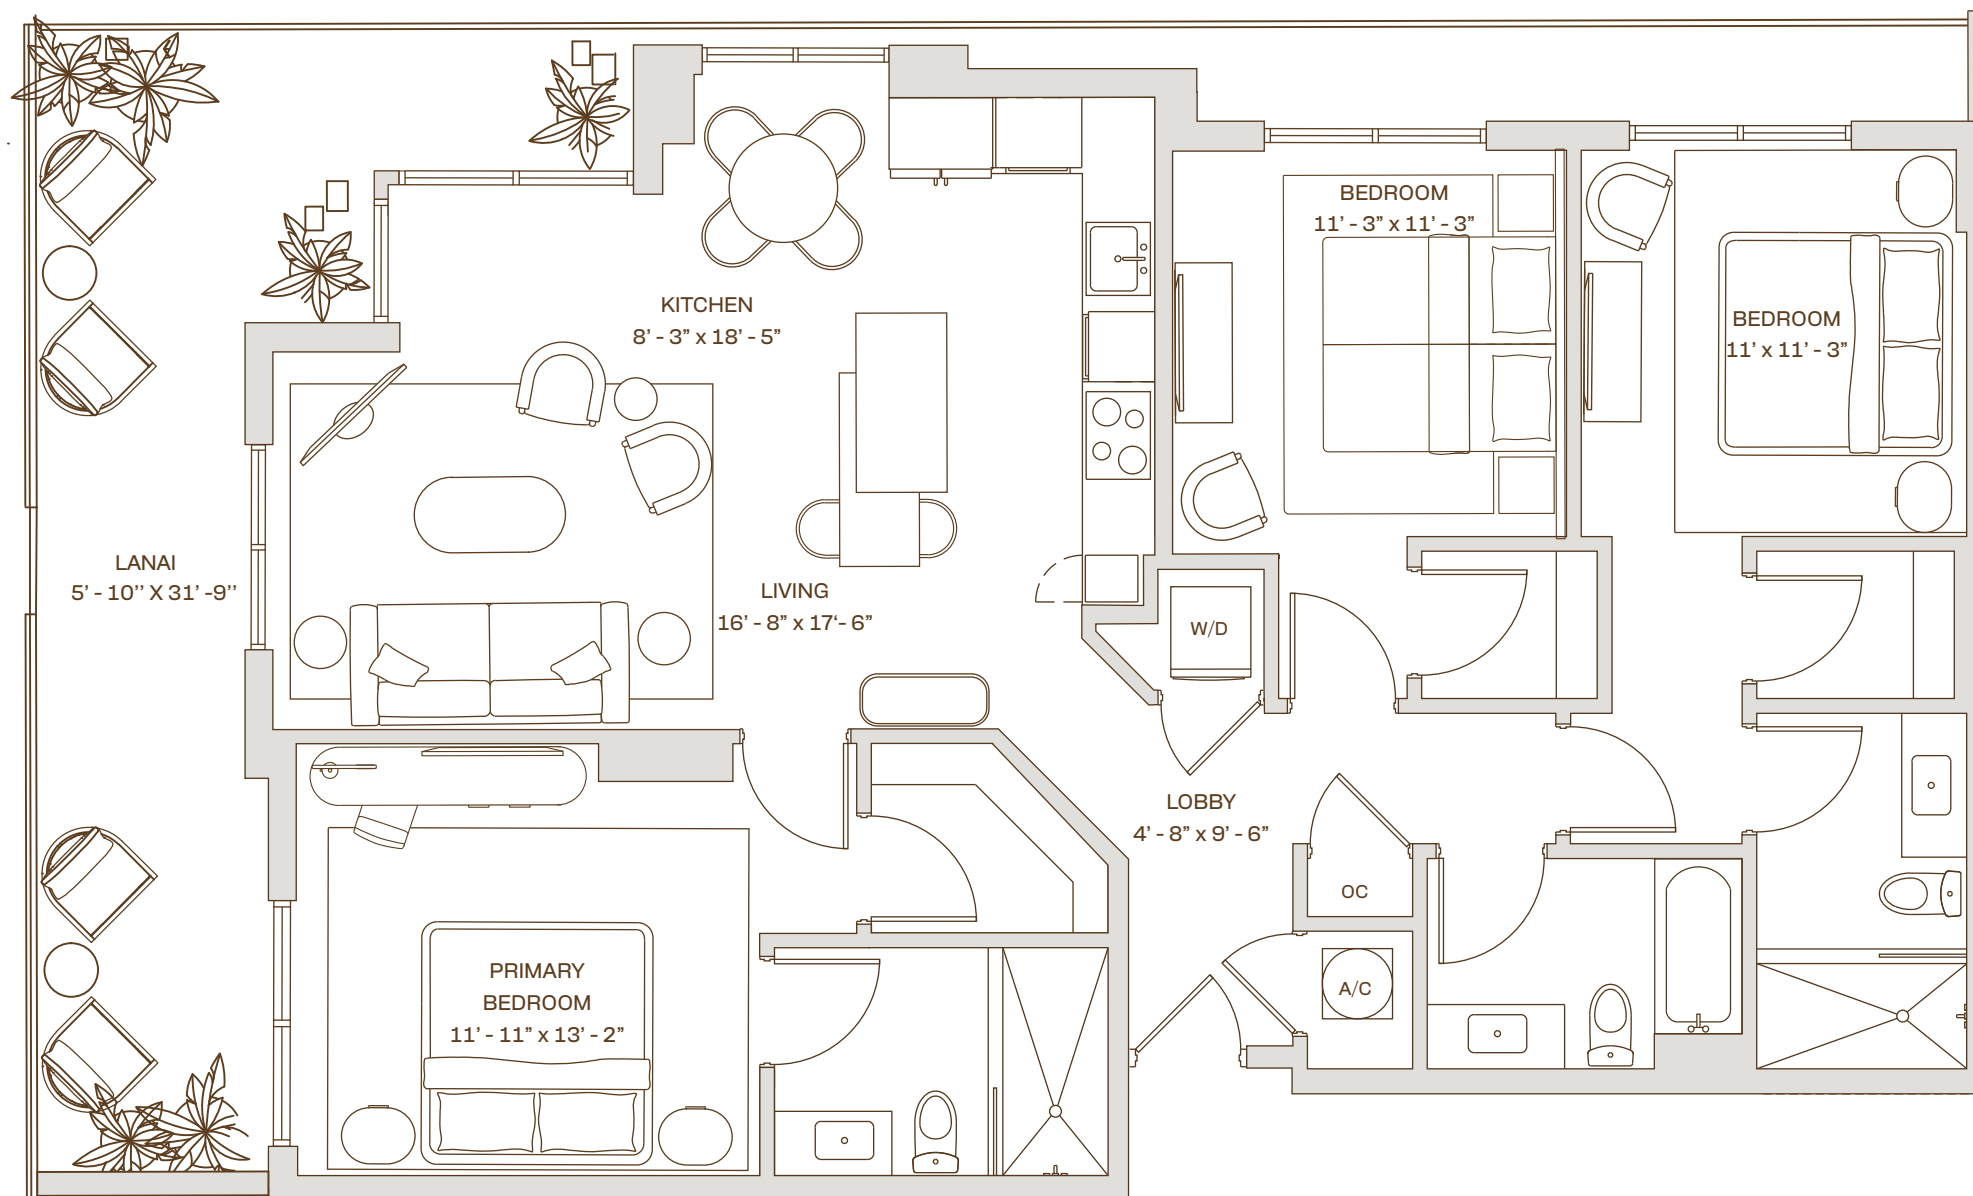 BEDROOM
11’ - 3” x 11’ - 3”
BEDROOM
11’ x 11’ - 3”
KITCHEN
8’ - 3” x 18’ - 5”
LANAI
5’ - 10’’ X 31’ -9’’
LIVING
16’ - 8” x 17‘- 6”
W/D
LOBBY
4’ - 8” x 9’ - 6”
OC
A/C
PRIMARY
BEDROOM
11’ - 11” x 13’ - 2”